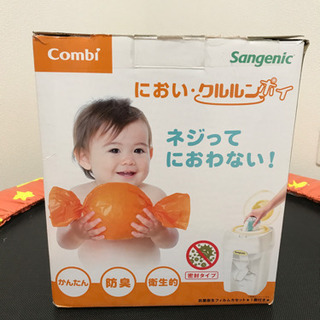 Combi
Sangenic
におい・クルルンポイ
ネジって
におわない!
密封タイプ
かんたん
防臭
衛生的